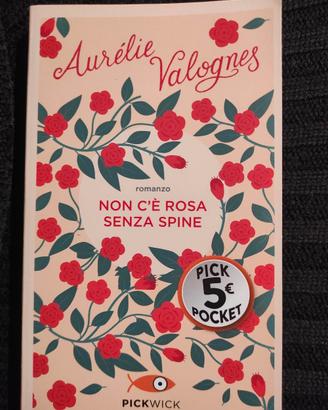 Aurélie
Valognes
romanzo
NON C'È ROSA
SENZA SPINE
PICK
5€
POCKET
PICKWICK